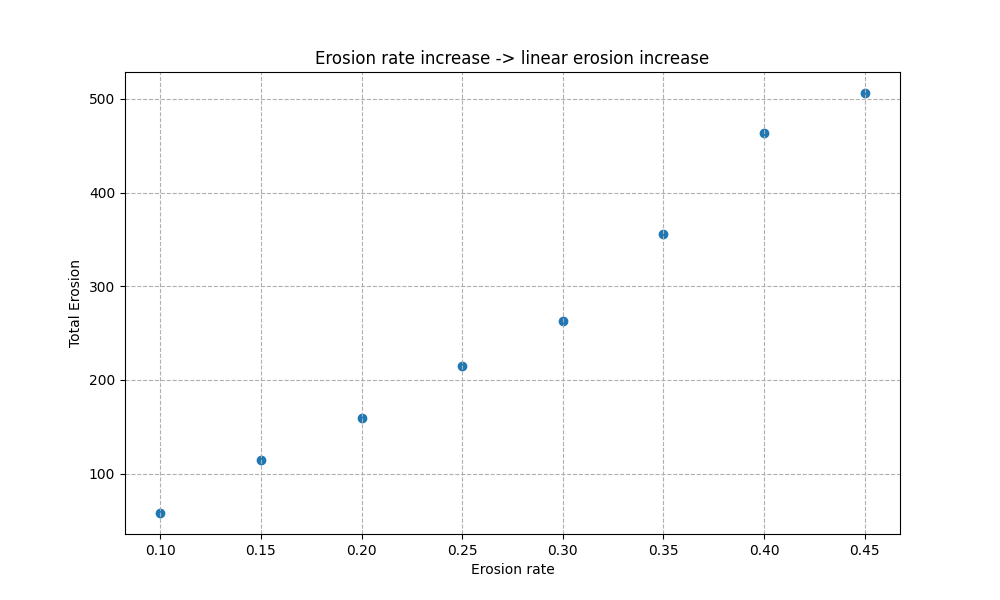 Erosion rate increase -> linear erosion increase
500
400
300
200
100
Total Erosion
0.10 0.15 0.20 0.25 0.30 0.35 0.40 0.45
Erosion rate